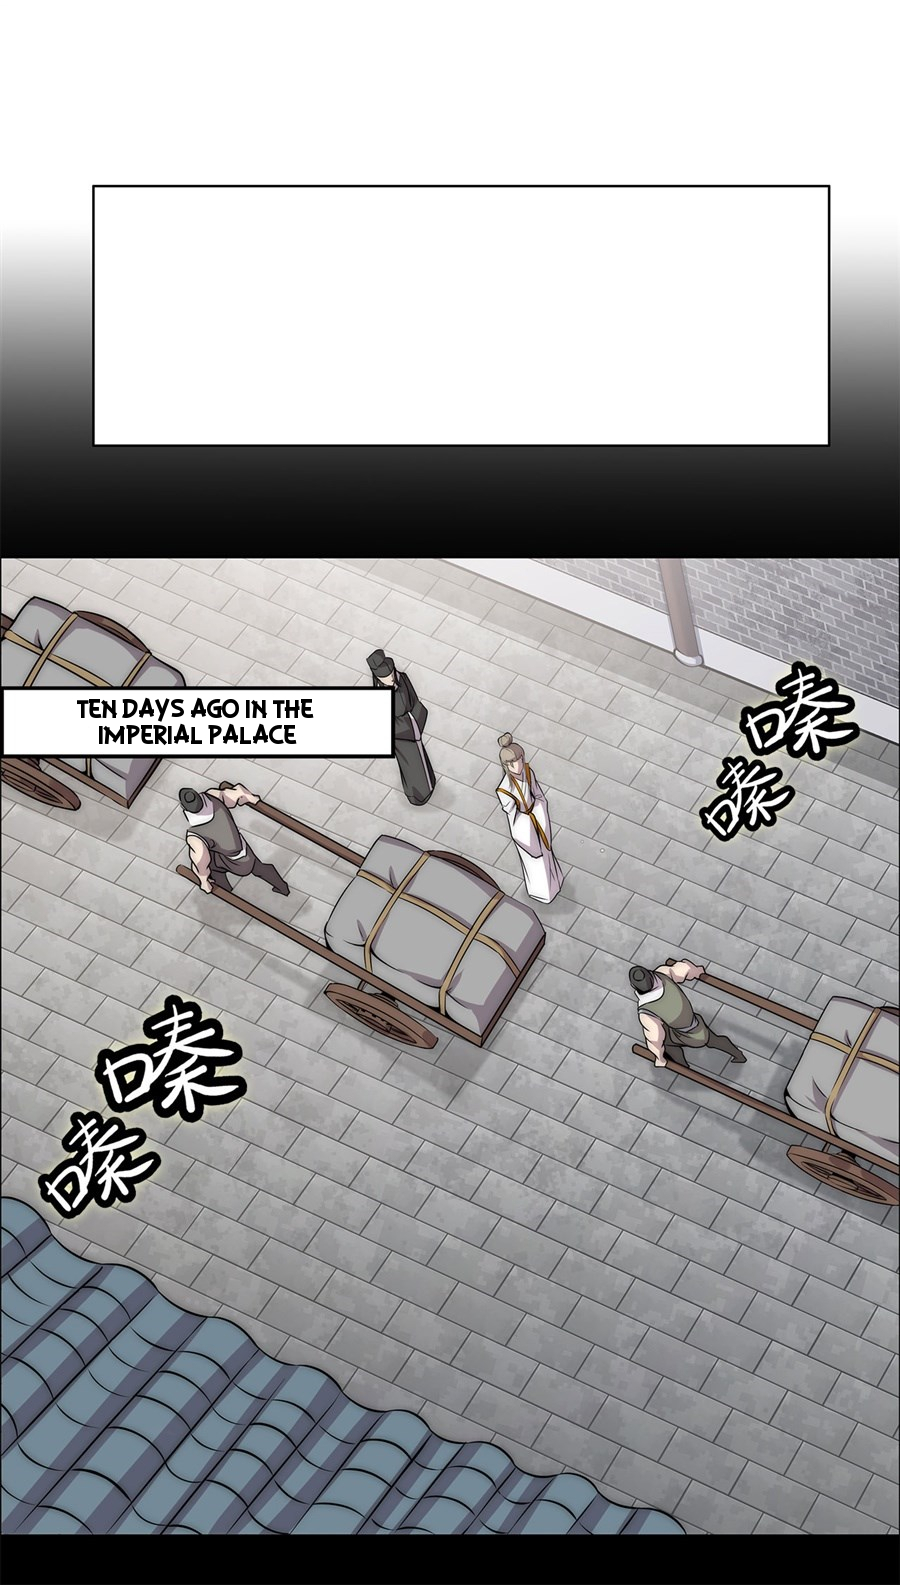 TEN DAYS AGO IN THE
IMPERIAL PALACE
嗪
嗪
嗪
嗪